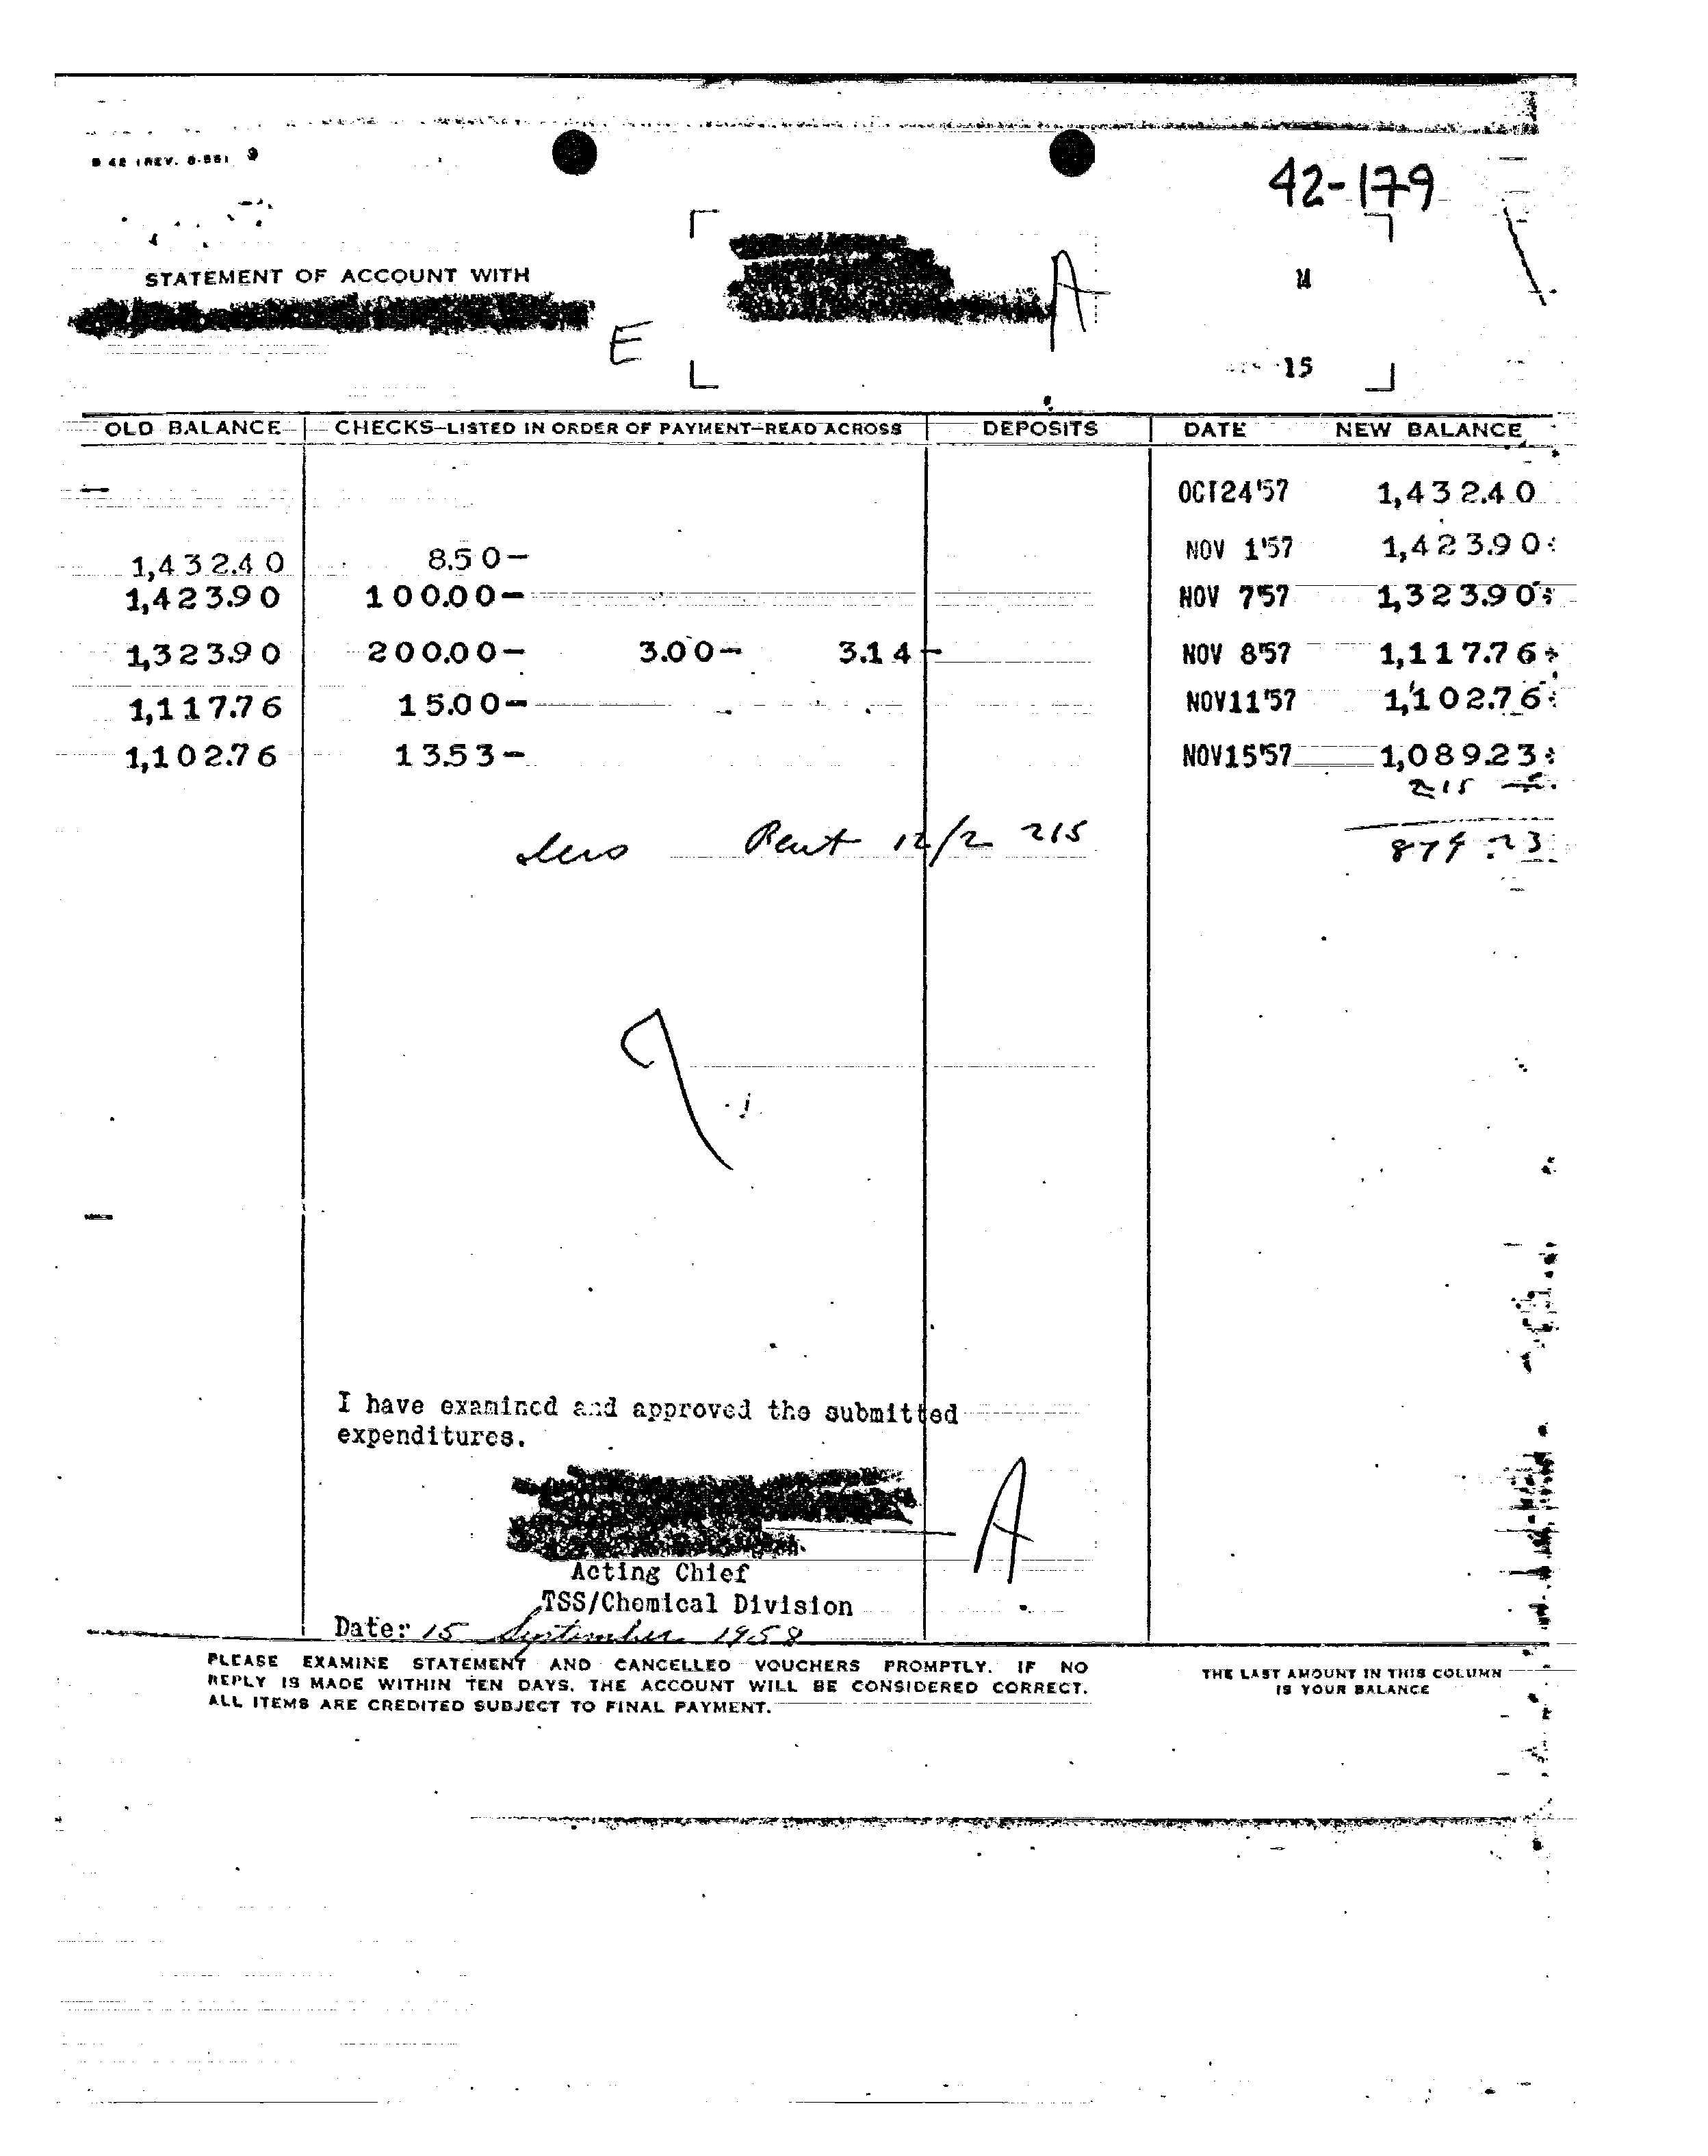 B 42 (REV. 8-55) 9
42-179
STATEMENT OF ACCOUNT WITH
A
M
E
15
OLD BALANCE CHECKS—LISTED IN ORDER OF PAYMENT—READ ACROSS DEPOSITS DATE NEW BALANCE
OCT24'57 1,432.40
1,432.40 8.50- NOV 1'57 1,423.90
1,423.90 100.00- NOV 7'57 1,323.90
1,323.90 200.00- 3.00- 3.14- NOV 8'57 1,117.76
1,117.76 15.00- NOV11'57 1,102.76
1,102.76 13.53- NOV15'57 1,089.23
215
less Rent 12/2 215 874.23
I have examined and approved the submitted
expenditures.
A
Acting Chief
TSS/Chemical Division
Date: 15 September 1958
PLEASE EXAMINE STATEMENT AND CANCELLED VOUCHERS PROMPTLY. IF NO
REPLY IS MADE WITHIN TEN DAYS, THE ACCOUNT WILL BE CONSIDERED CORRECT.
ALL ITEMS ARE CREDITED SUBJECT TO FINAL PAYMENT.
THE LAST AMOUNT IN THIS COLUMN
IS YOUR BALANCE